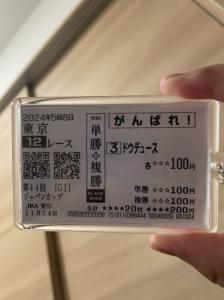 2024年5回8日
東京
12レース
第44回 (GI)
ジャパンカップ
JRA 東京
11月24日
WIN
単勝+複勝
PLACE SHOW
がんばれ!
3 ドウデュース
各☆☆☆100円
単勝 ☆☆☆100円
複勝 ☆☆☆100円
合計 ★★★★20枚 ★★★★200円